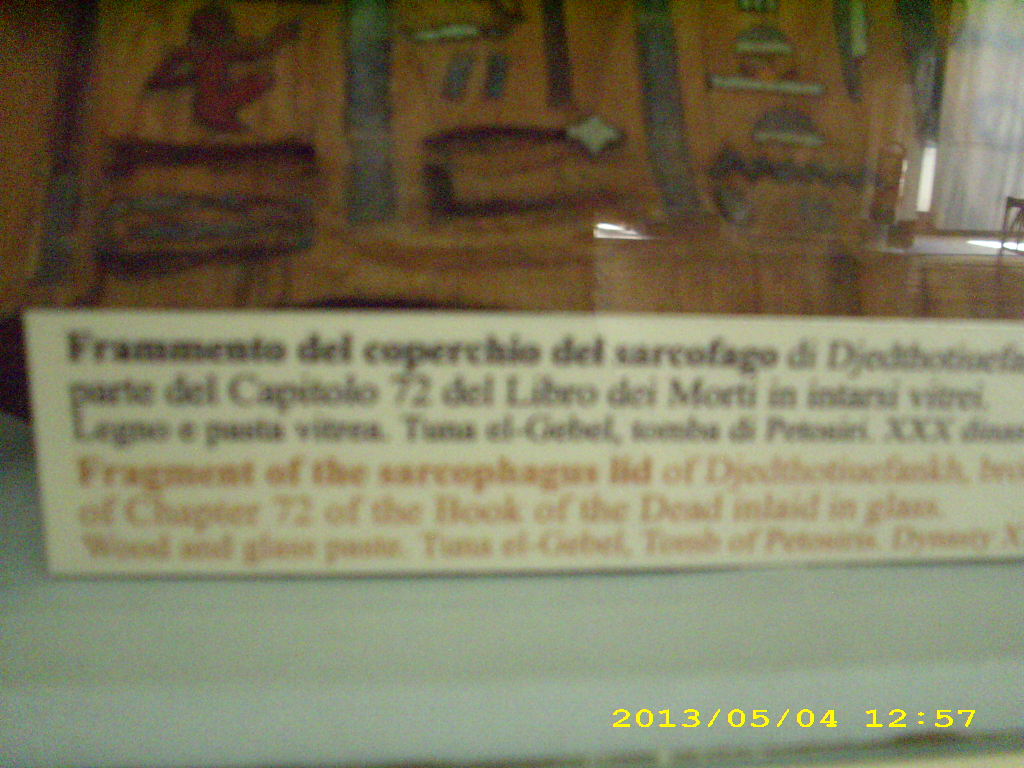 Frammento del coperchio del sarcofago di Djedthotiuefan
parte del Capitolo 72 del Libro dei Morti in intarsi vitrei.
Legno e pasta vitrea. Tuna el-Gebel, tomba di Petosiri. XXX dinas
Fragment of the sarcophagus lid of Djedthotiuefankh, bro
of Chapter 72 of the Book of the Dead inlaid in glass.
Wood and glass paste. Tuna el-Gebel, Tomb of Petosiris. Dynasty X
2013/05/04 12:57